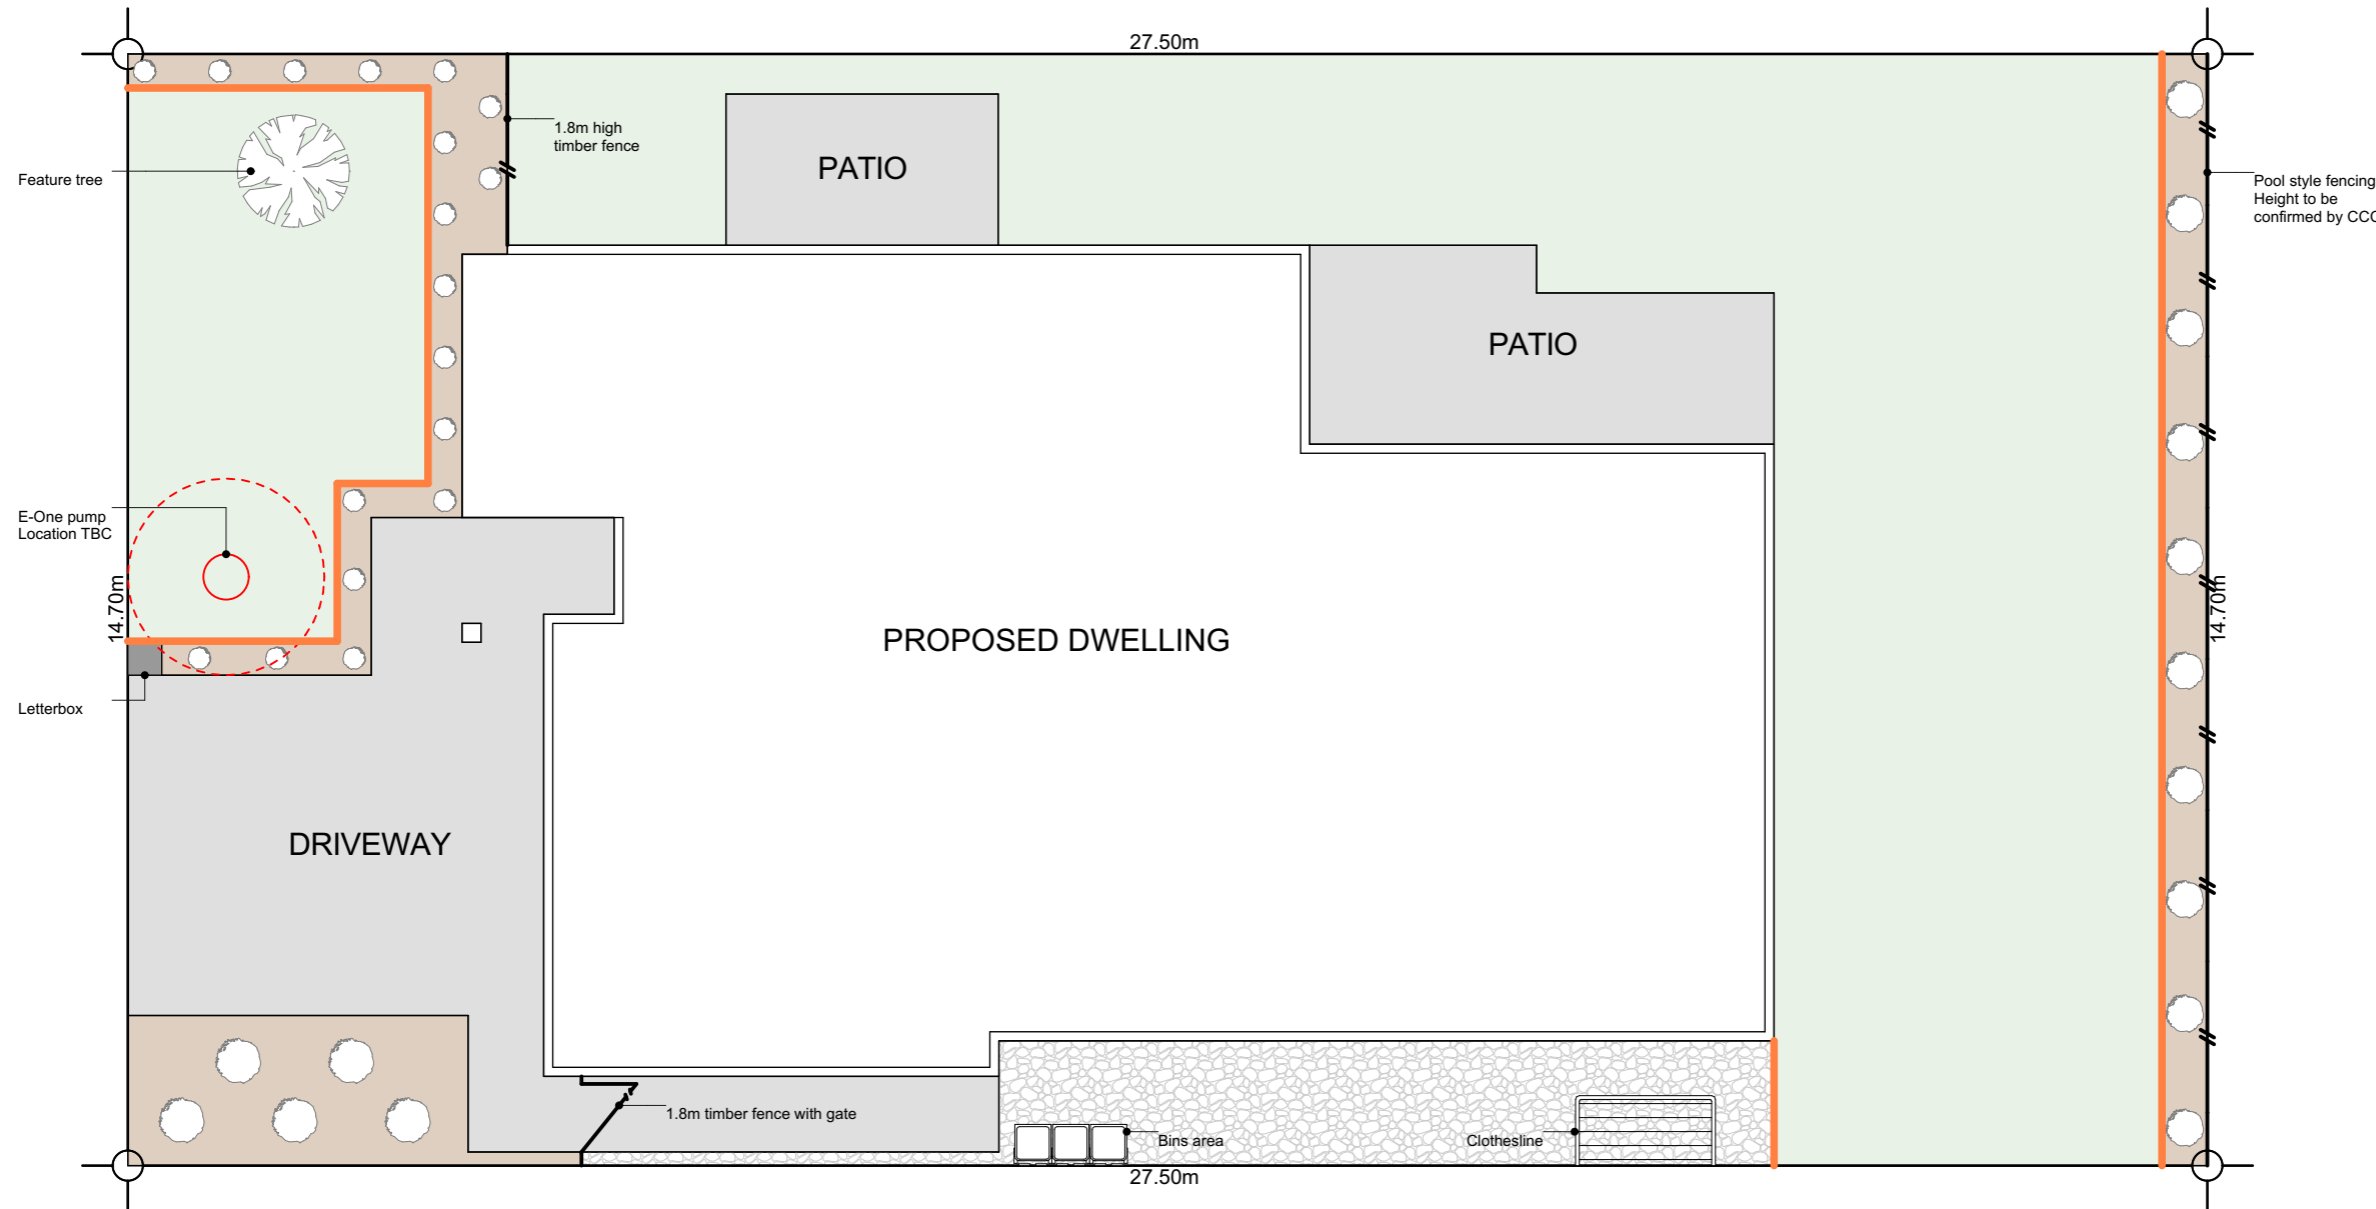 27.50m
1.8m high
timber fence
PATIO
Feature tree
Pool style fencing
Height to be
confirmed by CCC
PATIO
E-One pump
Location TBC
14.70m
14.70m
PROPOSED DWELLING
Letterbox
DRIVEWAY
1.8m timber fence with gate
Bins area
Clothesline
27.50m